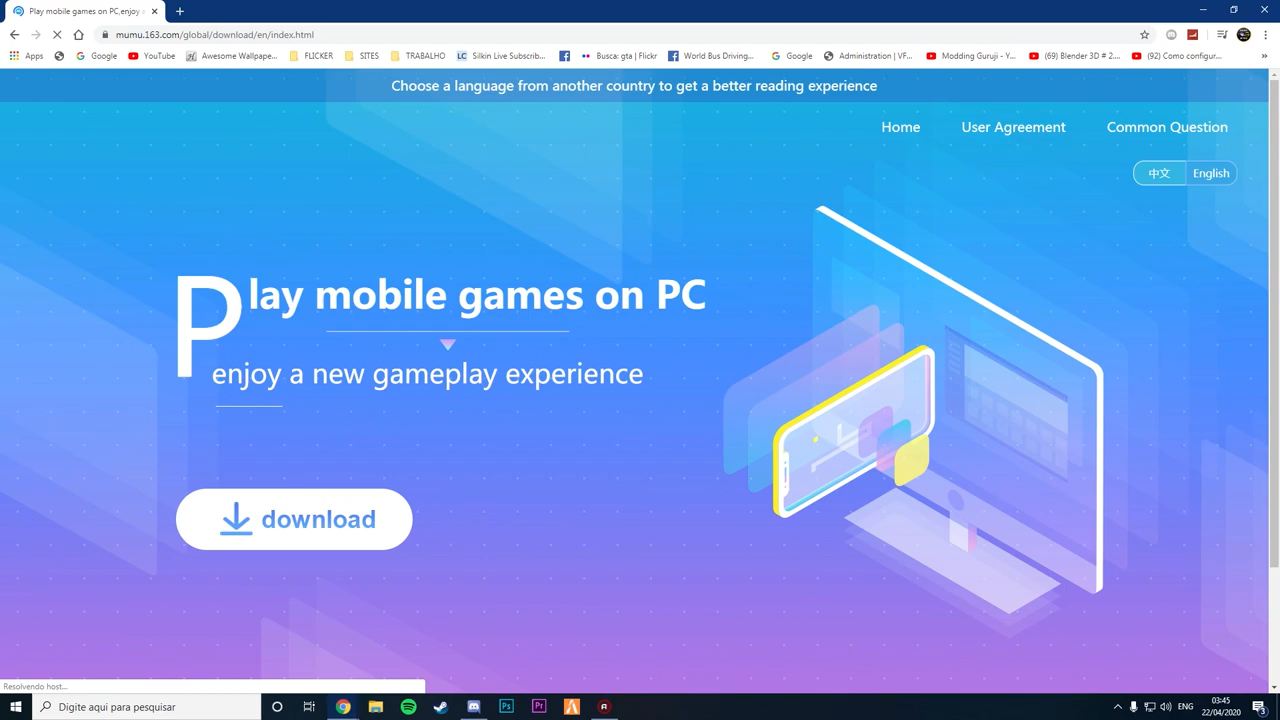 Play mobile games on PC,enjoy a
mumu.163.com/global/download/en/index.html
Apps
Google
YouTube
Awesome Wallpape...
FLICKER
SITES
TRABALHO
LC
Silkin Live Subscrib...
Busca: gta | Flickr
World Bus Driving...
Google
Administration | VF...
Modding Guruji - Y...
(69) Blender 3D # 2....
(92) Como configur...
Choose a language from another country to get a better reading experience
Home
User Agreement
Common Question
中文
English
Play mobile games on PC
enjoy a new gameplay experience
download
Resolvendo host...
Digite aqui para pesquisar
Ps
Pr
ENG
03:45
22/04/2020
3